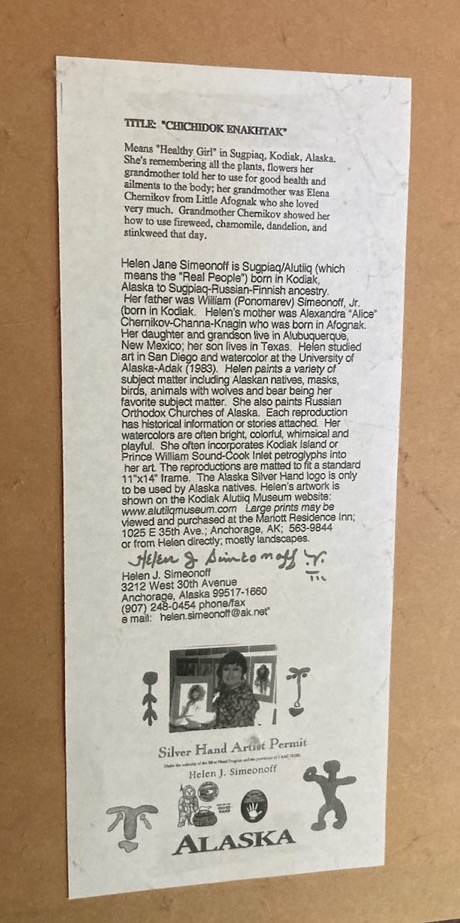 TITLE: "CHICHIDOK ENAKHTAK"
Means "Healthy Girl" in Sugpiaq, Kodiak, Alaska.
She's remembering all the plants, flowers her
grandmother told her to use for good health and
ailments to the body; her grandmother was Elena
Chernikov from Little Afognak who she loved
very much. Grandmother Chernikov showed her
how to use fireweed, chamomile, dandelion, and
stinkweed that day.
Helen Jane Simeonoff is Sugpiaq/Alutiiq (which
means the "Real People") born in Kodiak,
Alaska to Sugpiaq-Russian-Finnish ancestry.
Her father was William (Ponomarev) Simeonoff, Jr.
(born in Kodiak. Helen's mother was Alexandra "Alice"
Chernikov-Channa-Knagin who was born in Afognak.
Her daughter and grandson live in Alubuquerque,
New Mexico; her son lives in Texas. Helen studied
art in San Diego and watercolor at the University of
Alaska-Adak (1983). Helen paints a variety of
subject matter including Alaskan natives, masks,
birds, animals with wolves and bear being her
favorite subject matter. She also paints Russian
Orthodox Churches of Alaska. Each reproduction
has historical information or stories attached. Her
watercolors are often bright, colorful, whimsical and
playful. She often incorporates Kodiak Island or
Prince William Sound-Cook Inlet petroglyphs into
her art. The reproductions are matted to fit a standard
11"x14" frame. The Alaska Silver Hand logo is only
to be used by Alaska natives. Helen's artwork is
shown on the Kodiak Alutiiq Museum website:
www.alutiiqmuseum.com Large prints may be
viewed and purchased at the Mariott Residence Inn;
1025 E 35th Ave.; Anchorage, AK; 563-9844
or from Helen directly; mostly landscapes.
Helen J Simeonoff
Helen J. Simeonoff
3212 West 30th Avenue
Anchorage, Alaska 99517-1660
(907) 248-0454 phone/fax
e mail: helen.simeonoff@ak.net"
Silver Hand Artist Permit
Helen J. Simeonoff
ALASKA